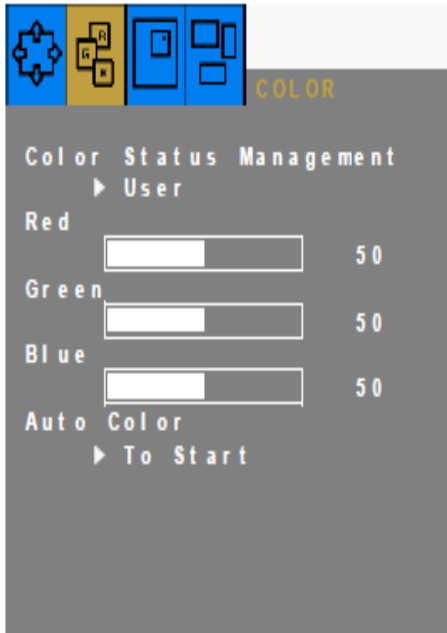 COLOR
Color Status Management
User
Red
50
Green
50
Blue
50
Auto Color
To Start